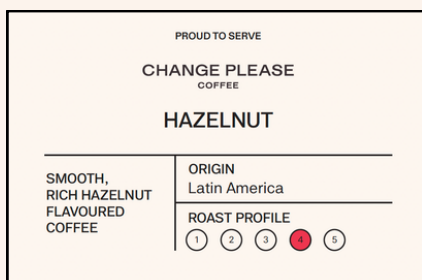 PROUD TO SERVE
CHANGE PLEASE
COFFEE
HAZELNUT
SMOOTH,
RICH HAZELNUT
FLAVOURED
COFFEE
ORIGIN
Latin America
ROAST PROFILE
1 2 3 4 5